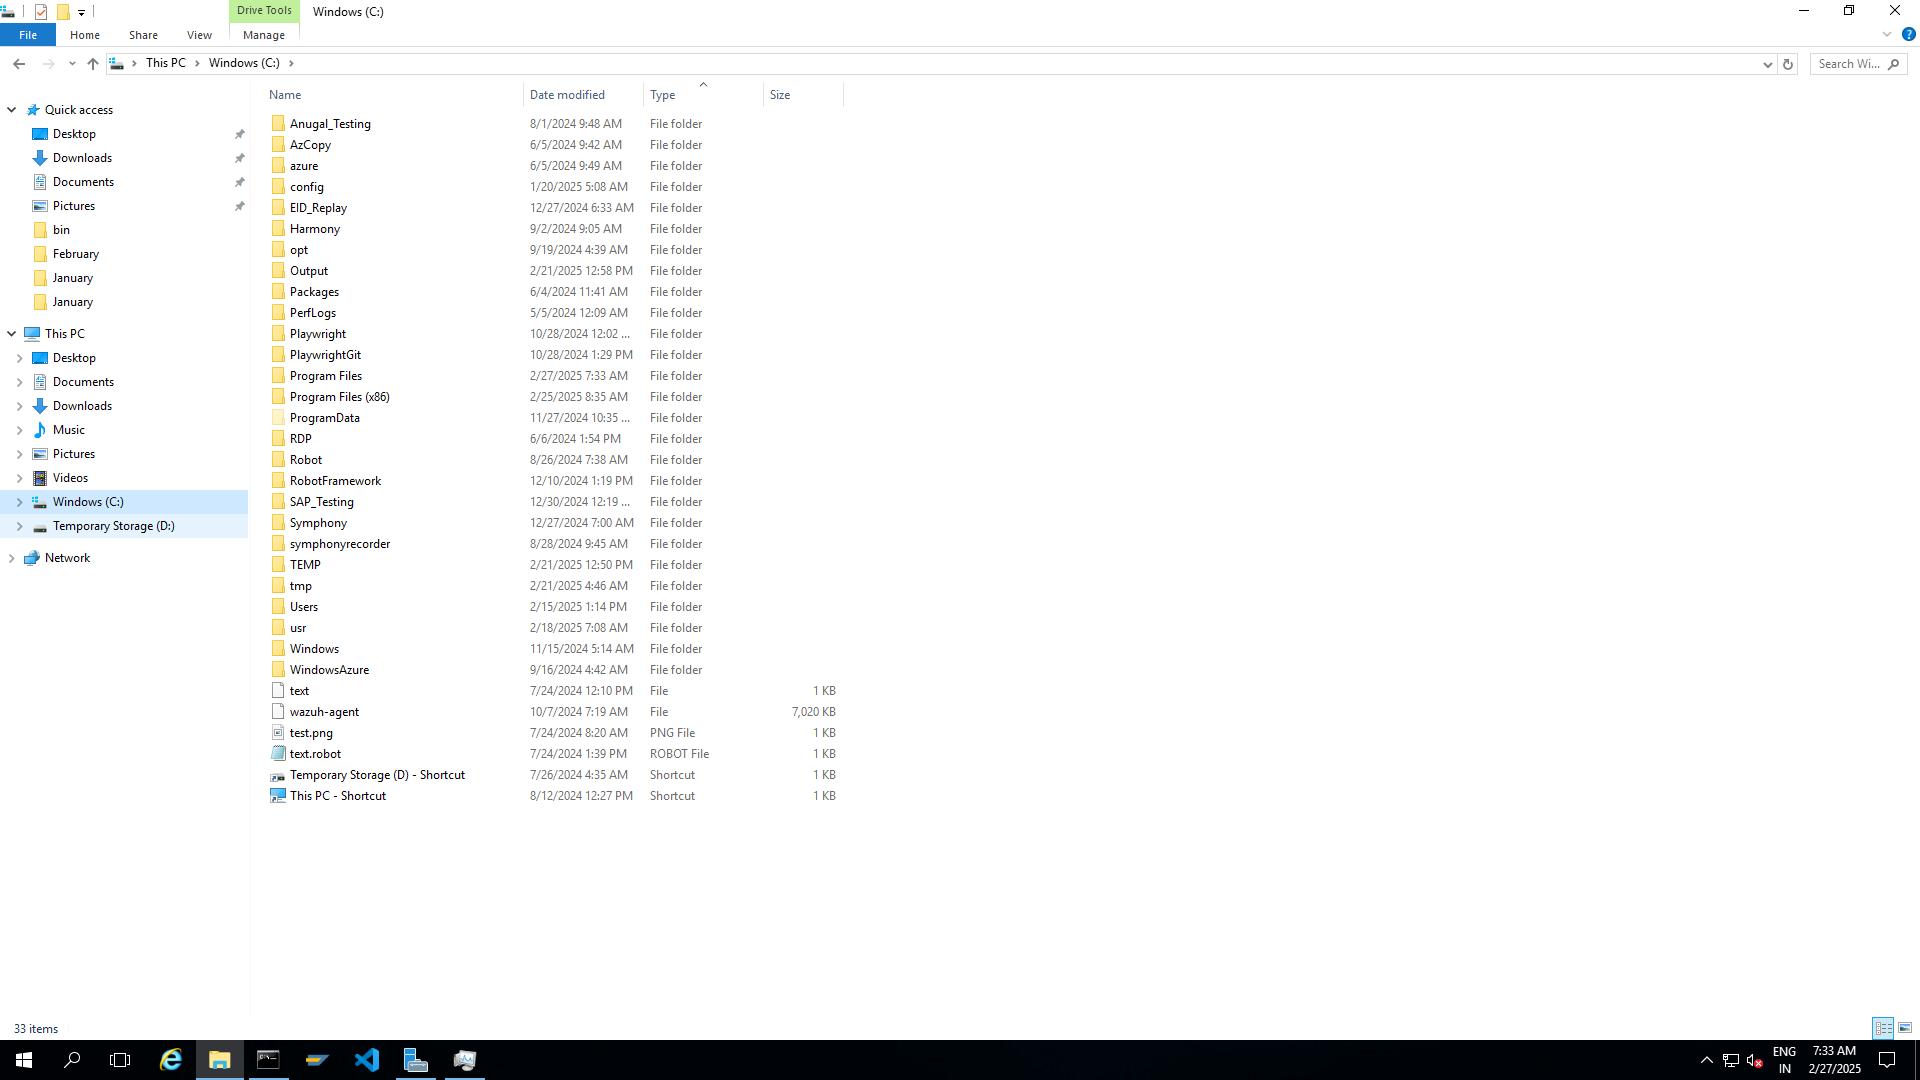 Drive Tools
Windows (C:)
File
Home
Share
View
Manage
This PC
Windows (C:)
Search Wi...
Name
Date modified
Type
Size
Quick access
Desktop
Downloads
Documents
Pictures
bin
February
January
January
This PC
Desktop
Documents
Downloads
Music
Pictures
Videos
Windows (C:)
Temporary Storage (D:)
Network
Anugal_Testing 8/1/2024 9:48 AM File folder
AzCopy 6/5/2024 9:42 AM File folder
azure 6/5/2024 9:49 AM File folder
config 1/20/2025 5:08 AM File folder
EID_Replay 12/27/2024 6:33 AM File folder
Harmony 9/2/2024 9:05 AM File folder
opt 9/19/2024 4:39 AM File folder
Output 2/21/2025 12:58 PM File folder
Packages 6/4/2024 11:41 AM File folder
PerfLogs 5/5/2024 12:09 AM File folder
Playwright 10/28/2024 12:02 ... File folder
PlaywrightGit 10/28/2024 1:29 PM File folder
Program Files 2/27/2025 7:33 AM File folder
Program Files (x86) 2/25/2025 8:35 AM File folder
ProgramData 11/27/2024 10:35 ... File folder
RDP 6/6/2024 1:54 PM File folder
Robot 8/26/2024 7:38 AM File folder
RobotFramework 12/10/2024 1:19 PM File folder
SAP_Testing 12/30/2024 12:19 ... File folder
Symphony 12/27/2024 7:00 AM File folder
symphonyrecorder 8/28/2024 9:45 AM File folder
TEMP 2/21/2025 12:50 PM File folder
tmp 2/21/2025 4:46 AM File folder
Users 2/15/2025 1:14 PM File folder
usr 2/18/2025 7:08 AM File folder
Windows 11/15/2024 5:14 AM File folder
WindowsAzure 9/16/2024 4:42 AM File folder
text 7/24/2024 12:10 PM File 1 KB
wazuh-agent 10/7/2024 7:19 AM File 7,020 KB
test.png 7/24/2024 8:20 AM PNG File 1 KB
text.robot 7/24/2024 1:39 PM ROBOT File 1 KB
Temporary Storage (D) - Shortcut 7/26/2024 4:35 AM Shortcut 1 KB
This PC - Shortcut 8/12/2024 12:27 PM Shortcut 1 KB
33 items
ENG
IN
7:33 AM
2/27/2025